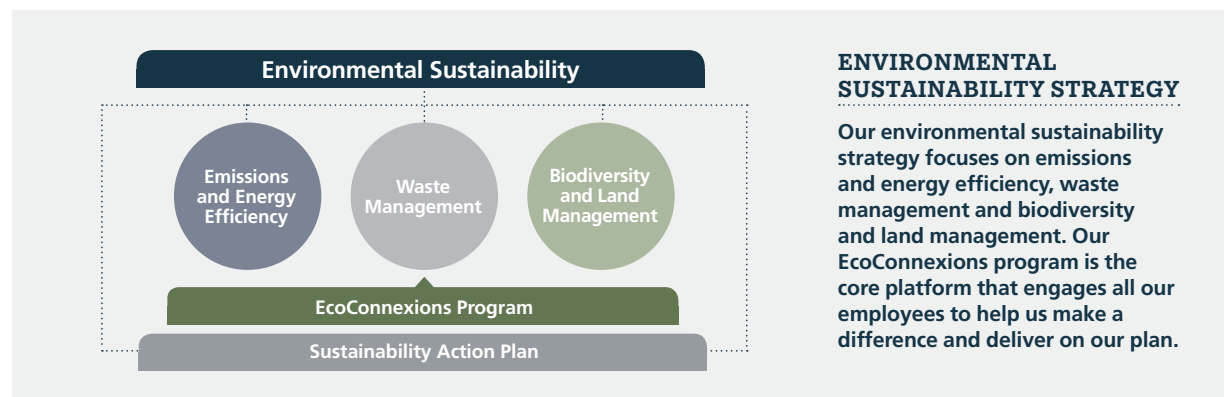 Environmental Sustainability
Emissions
and Energy
Efficiency
Waste
Management
Biodiversity
and Land
Management
EcoConnexions Program
Sustainability Action Plan
ENVIRONMENTAL
SUSTAINABILITY STRATEGY
Our environmental sustainability
strategy focuses on emissions
and energy efficiency, waste
management and biodiversity
and land management. Our
EcoConnexions program is the
core platform that engages all our
employees to help us make a
difference and deliver on our plan.